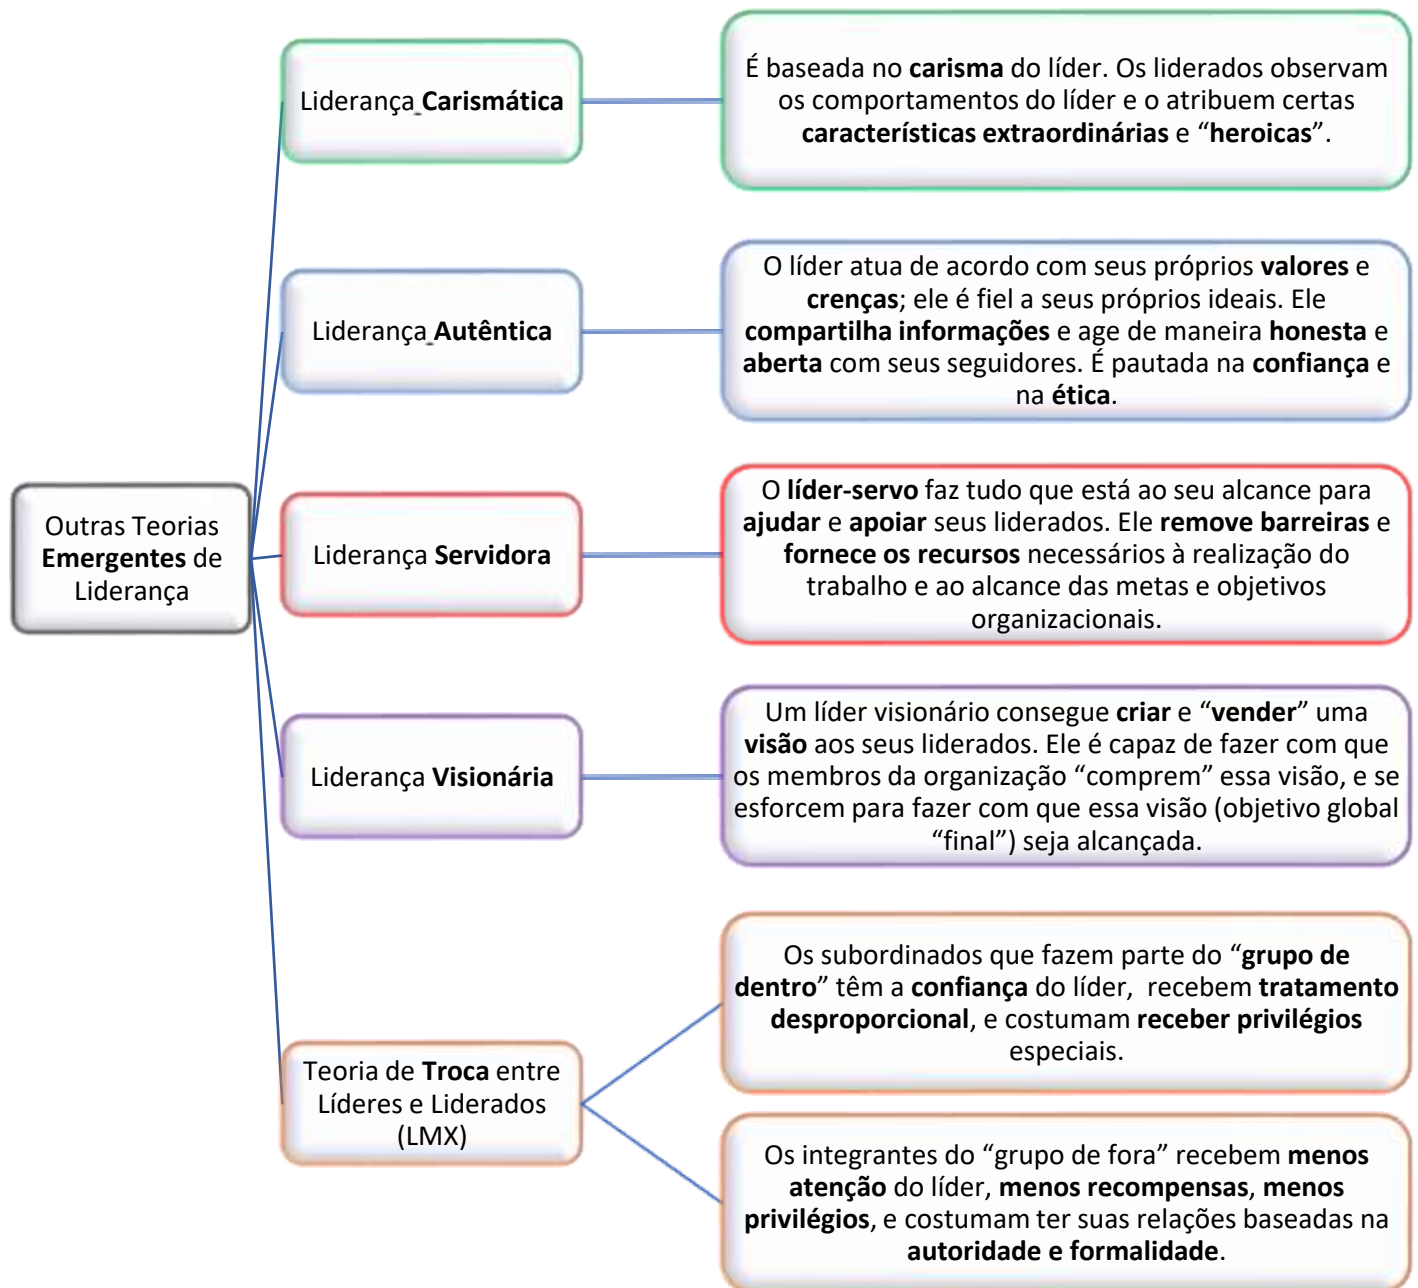 Liderança Carismática
É baseada no carisma do líder. Os liderados observam
os comportamentos do líder e o atribuem certas
características extraordinárias e “heroicas”.
Liderança Autêntica
O líder atua de acordo com seus próprios valores e
crenças; ele é fiel a seus próprios ideais. Ele
compartilha informações e age de maneira honesta e
aberta com seus seguidores. É pautada na confiança e
na ética.
Outras Teorias
Emergentes de
Liderança
Liderança Servidora
O líder-servo faz tudo que está ao seu alcance para
ajudar e apoiar seus liderados. Ele remove barreiras e
fornece os recursos necessários à realização do
trabalho e ao alcance das metas e objetivos
organizacionais.
Liderança Visionária
Um líder visionário consegue criar e “vender” uma
visão aos seus liderados. Ele é capaz de fazer com que
os membros da organização “comprem” essa visão, e se
esforcem para fazer com que essa visão (objetivo global
“final”) seja alcançada.
Teoria de Troca entre
Líderes e Liderados
(LMX)
Os subordinados que fazem parte do “grupo de
dentro” têm a confiança do líder, recebem tratamento
desproporcional, e costumam receber privilégios
especiais.
Os integrantes do “grupo de fora” recebem menos
atenção do líder, menos recompensas, menos
privilégios, e costumam ter suas relações baseadas na
autoridade e formalidade.